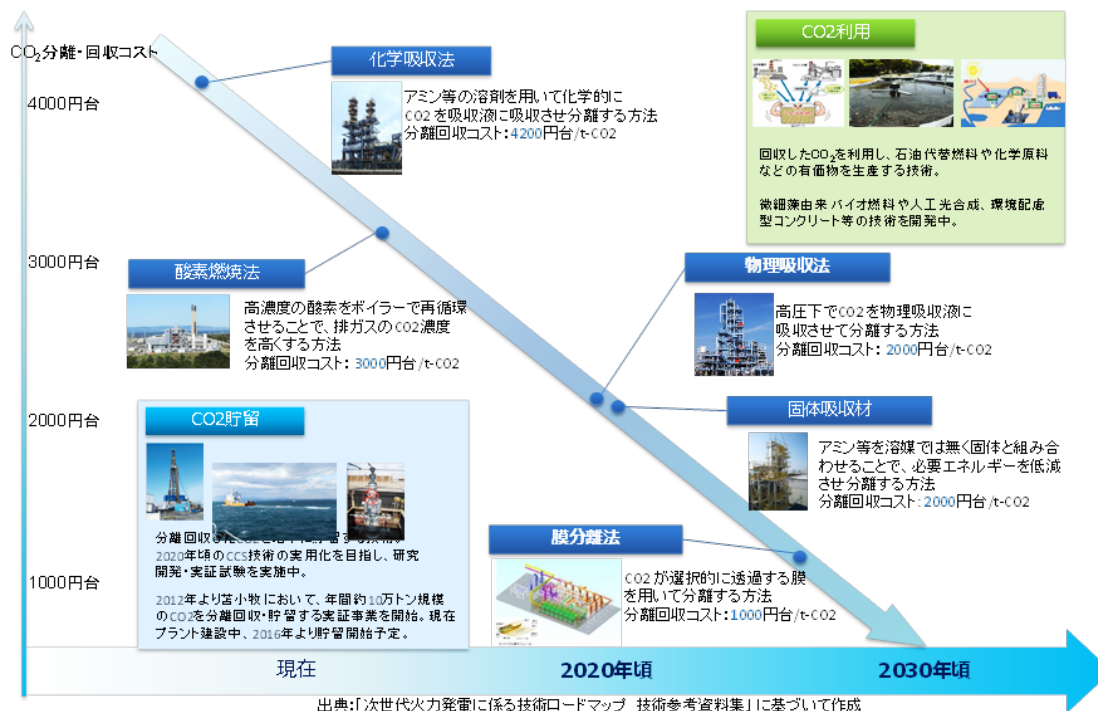 CO₂分離・回収コスト
4000円台
3000円台
2000円台
1000円台
化学吸収法
アミン等の溶剤を用いて化学的に
CO2を吸収液に吸収させ分離する方法
分離回収コスト:4200円台/t-CO2
CO2利用
回収したCO₂を利用し、石油代替燃料や化学原料
などの有価物を生産する技術。
微細藻由来バイオ燃料や人工光合成、環境配慮
型コンクリート等の技術を開発中。
酸素燃焼法
高濃度の酸素をボイラーで再循環
させることで、排ガスのCO2濃度
を高くする方法
分離回収コスト: 3000円台/t-CO2
物理吸収法
高圧下でCO2を物理吸収液に
吸収させて分離する方法
分離回収コスト: 2000円台/t-CO2
固体吸収材
アミン等を溶媒では無く固体と組み合
わせることで、必要エネルギーを低減
させ分離する方法
分離回収コスト:2000円台/t-CO2
CO2貯留
分離回収
2020年頃のCCS技術の実用化を目指し、研究
開発・実証試験を実施中。
2012年より苫小牧において、年間約10万トン規模
のCO2を分離回収・貯留する実証事業を開始。現在
プラント建設中、2016年より貯留開始予定。
膜分離法
CO2が選択的に透過する膜
を用いて分離する方法
分離回収コスト:1000円台/t-CO2
現在
2020年頃
2030年頃
出典:「次世代火力発電に係る技術ロードマップ 技術参考資料集」に基づいて作成